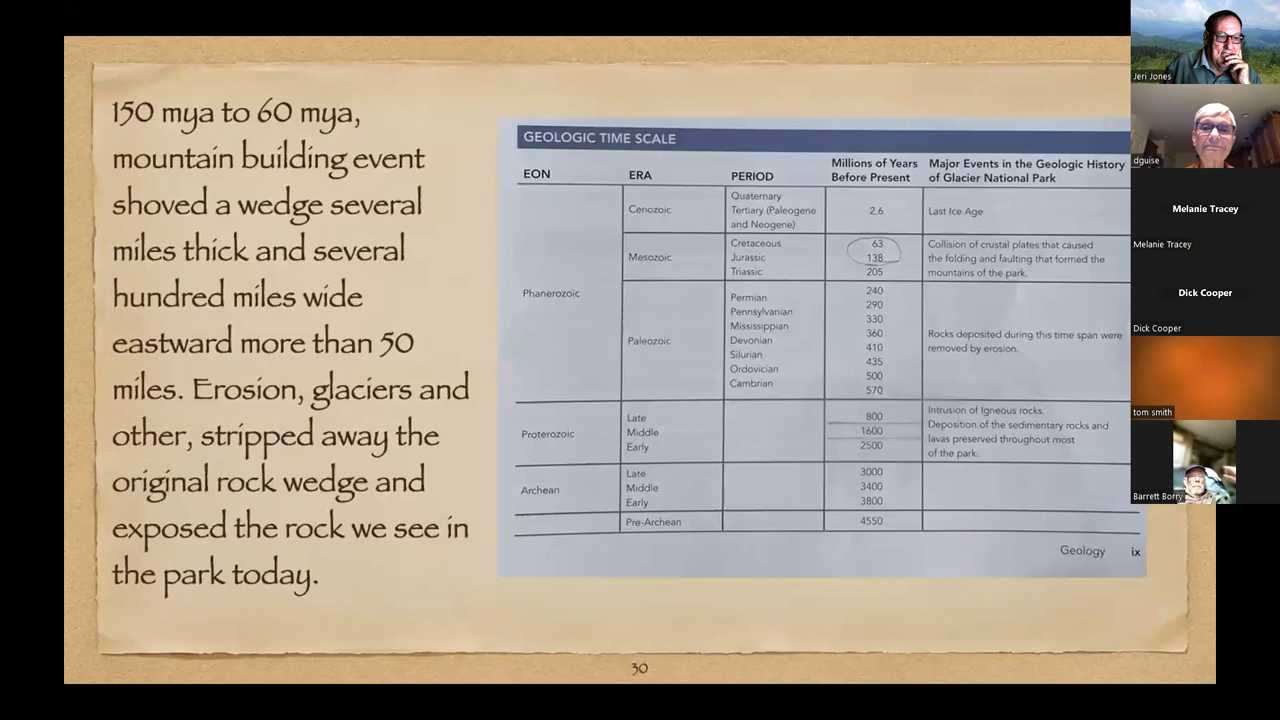 150 mya to 60 mya,
mountain building event
shoved a wedge several
miles thick and several
hundred miles wide
eastward more than 50
miles. Erosion, glaciers and
other, stripped away the
original rock wedge and
exposed the rock we see in
the park today.
GEOLOGIC TIME SCALE
EON ERA PERIOD Millions of Years Before Present Major Events in the Geologic History of Glacier National Park
Phanerozoic
Cenozoic
Quaternary
Tertiary (Paleogene
and Neogene)
2.6
Last Ice Age
Mesozoic
Cretaceous 63
Jurassic 138
Triassic 205
Collision of crustal plates that caused
the folding and faulting that formed the
mountains of the park.
Paleozoic
240
Permian 290
Pennsylvanian 330
Mississippian 360
Devonian 410
Silurian 435
Ordovician 500
Cambrian 570
Rocks deposited during this time span were
removed by erosion.
Proterozoic
Late 800
Middle 1600
Early 2500
Intrusion of Igneous rocks.
Deposition of the sedimentary rocks and
lavas preserved throughout most
of the park.
Archean
Late 3000
Middle 3400
Early 3800
Pre-Archean 4550
Geology ix
30
Jeri Jones
dguise
Melanie Tracey
Melanie Tracey
Dick Cooper
Dick Cooper
tom smith
Barrett Borry